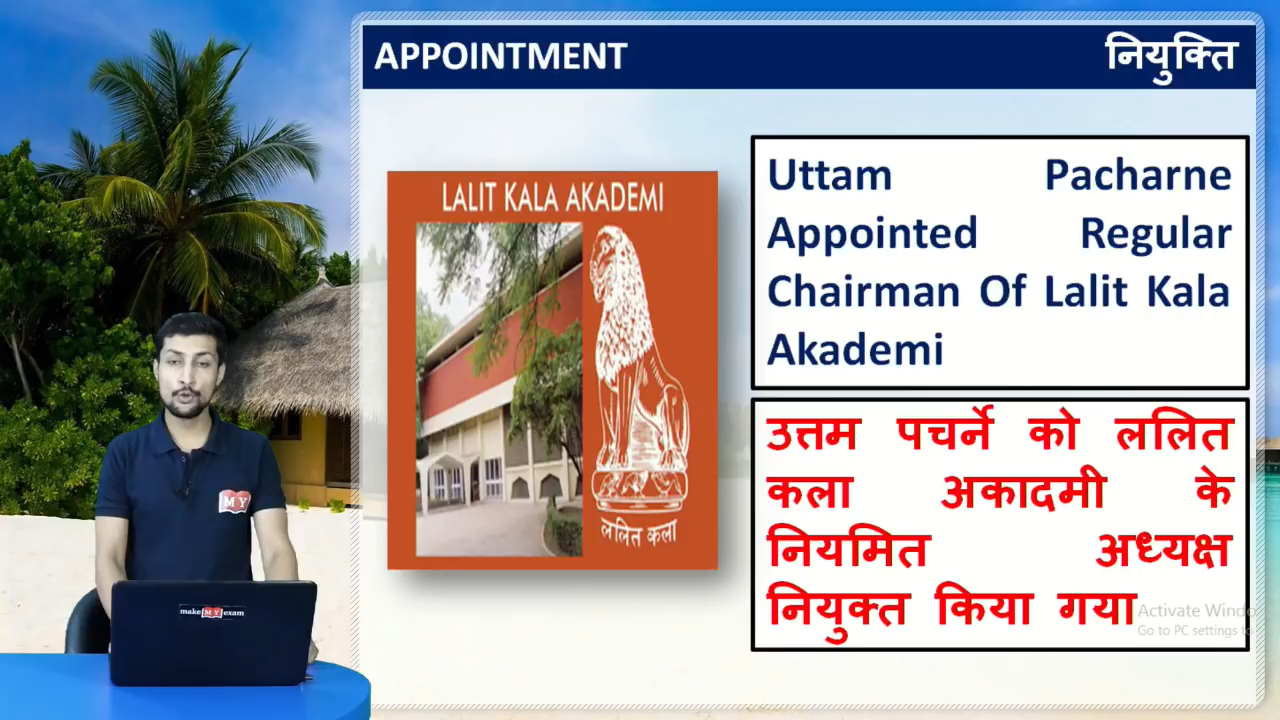 APPOINTMENT
नियुक्ति
LALIT KALA AKADEMI
ललित कला
Uttam Pacharne
Appointed Regular
Chairman Of Lalit Kala
Akademi
उत्तम पचर्ने को ललित
कला अकादमी के
नियमित अध्यक्ष
नियुक्त किया गया
Activate Windo
Go to PC settings to
MY
make MY exam